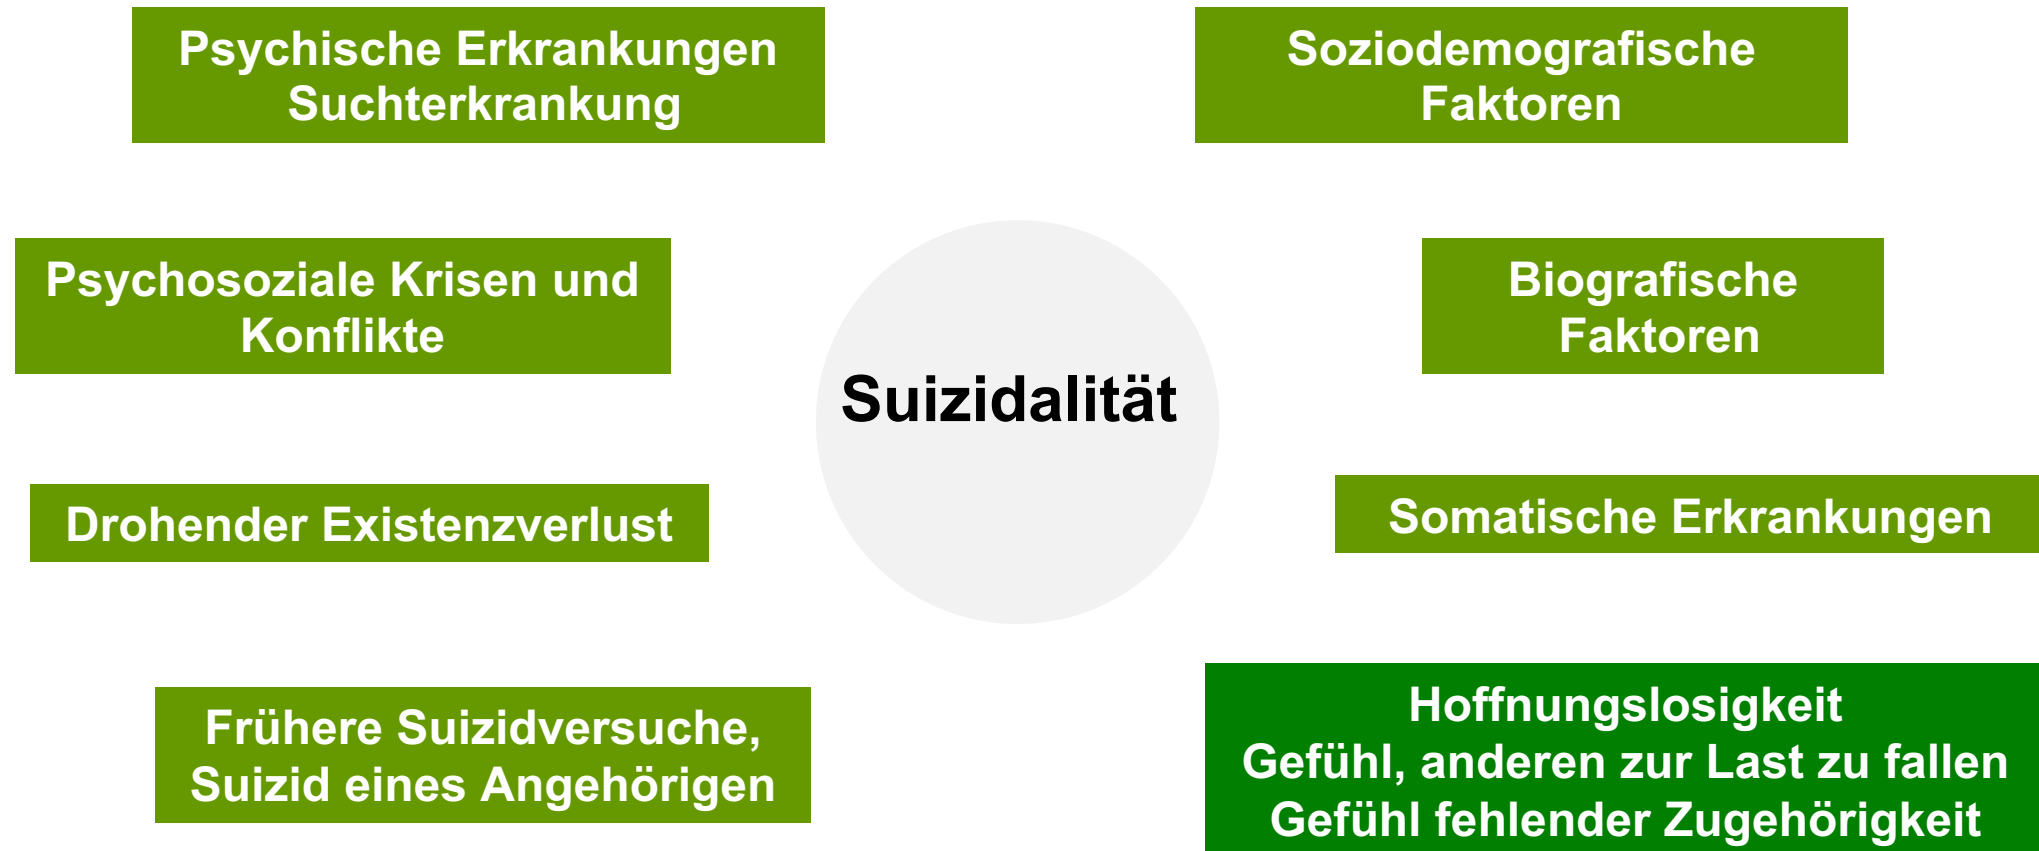 Psychische Erkrankungen
Suchterkrankung
Soziodemografische
Faktoren
Psychosoziale Krisen und
Konflikte
Biografische
Faktoren
Suizidalität
Drohender Existenzverlust
Somatische Erkrankungen
Frühere Suizidversuche,
Suizid eines Angehörigen
Hoffnungslosigkeit
Gefühl, anderen zur Last zu fallen
Gefühl fehlender Zugehörigkeit